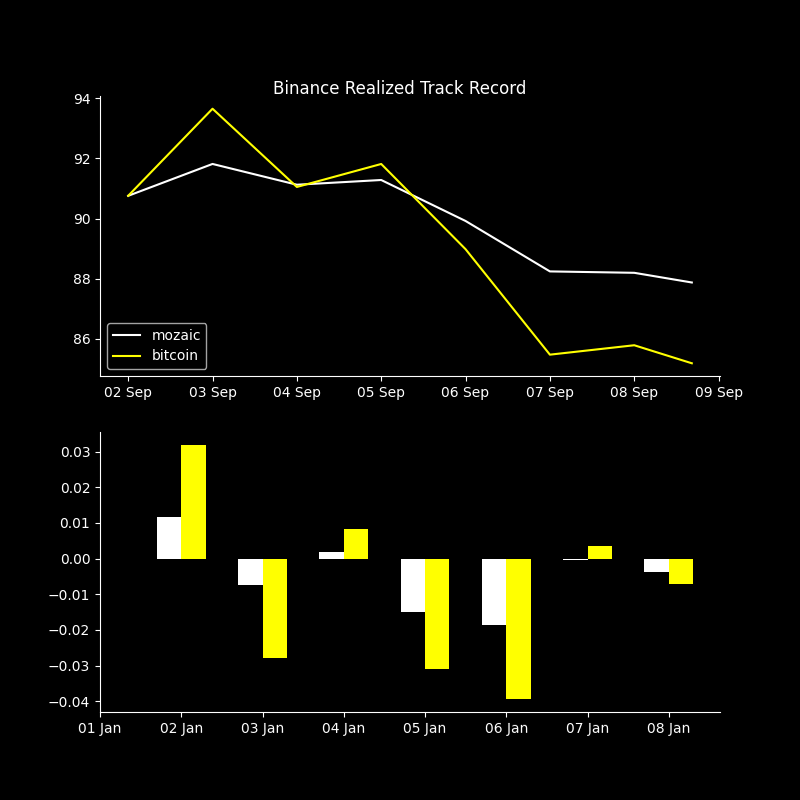 Binance Realized Track Record
94
92
90
88
86
mozaic
bitcoin
02 Sep 03 Sep 04 Sep 05 Sep 06 Sep 07 Sep 08 Sep 09 Sep
0.03
0.02
0.01
0.00
−0.01
−0.02
−0.03
−0.04
01 Jan 02 Jan 03 Jan 04 Jan 05 Jan 06 Jan 07 Jan 08 Jan